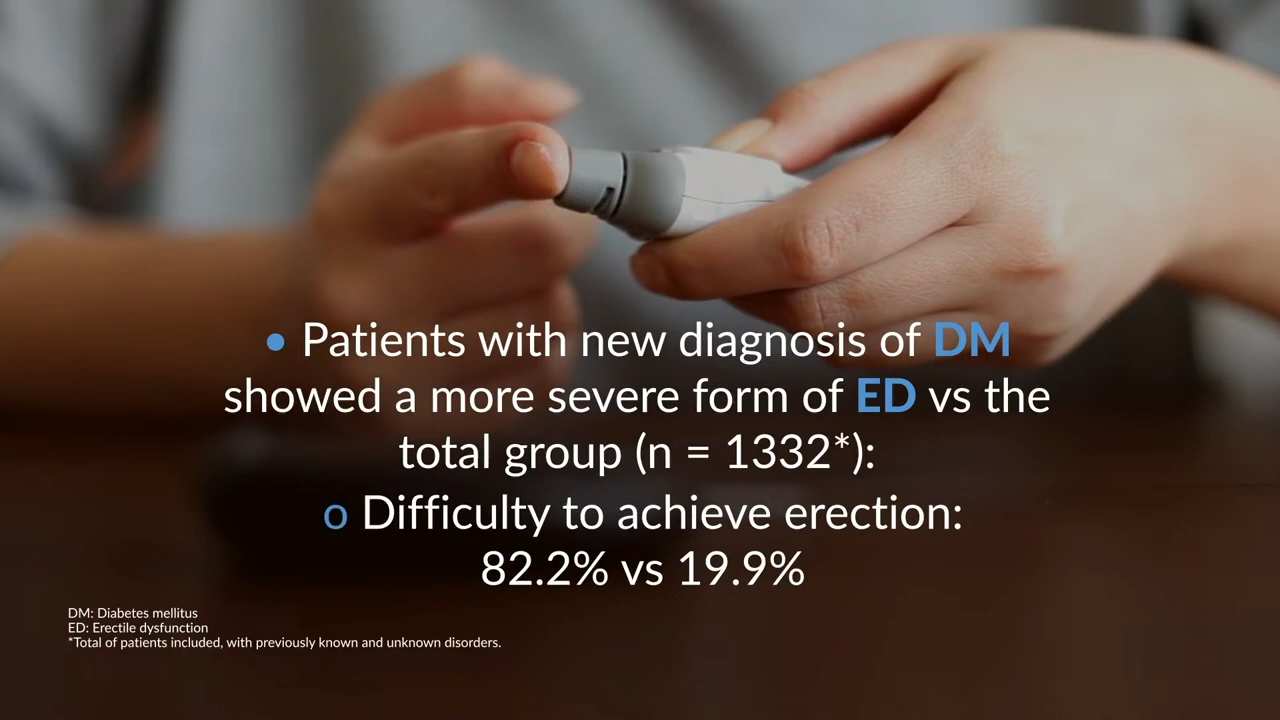 • Patients with new diagnosis of DM
showed a more severe form of ED vs the
total group (n = 1332*):
o Difficulty to achieve erection:
82.2% vs 19.9%
DM: Diabetes mellitus
ED: Erectile dysfunction
*Total of patients included, with previously known and unknown disorders.